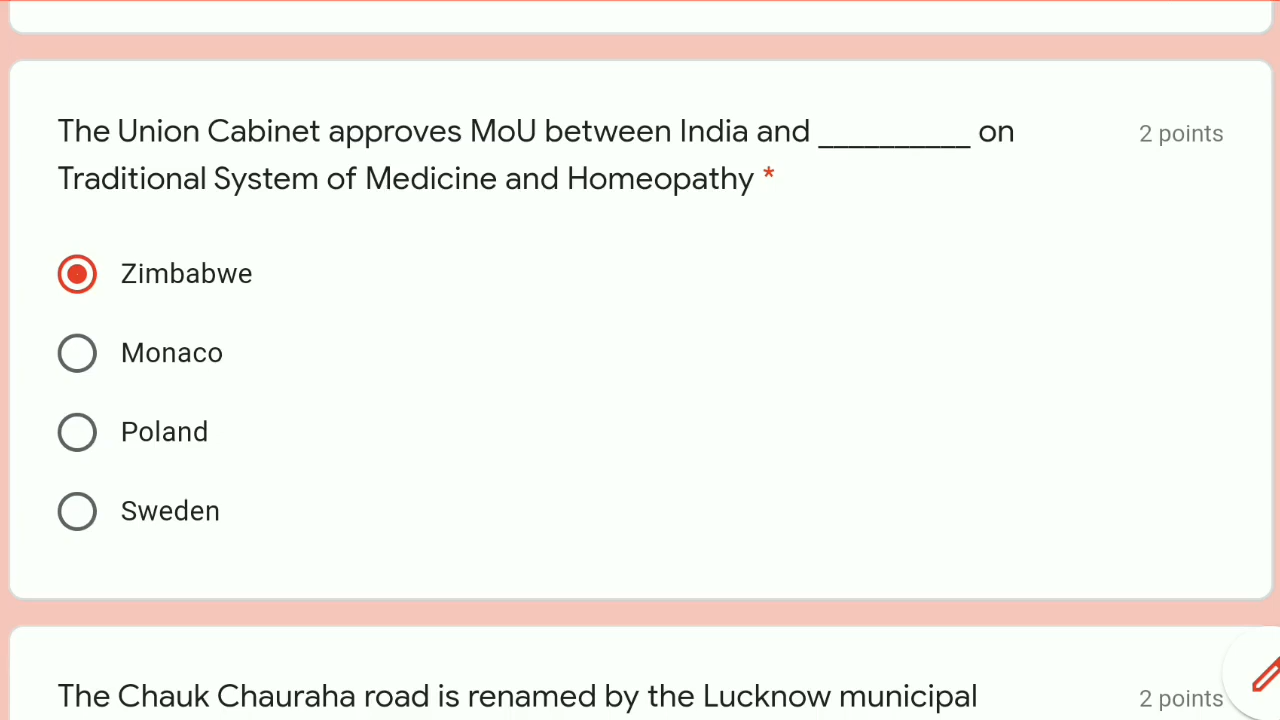 The Union Cabinet approves MoU between India and __________ on
2 points
Traditional System of Medicine and Homeopathy *
Zimbabwe
Monaco
Poland
Sweden
The Chauk Chauraha road is renamed by the Lucknow municipal
2 points